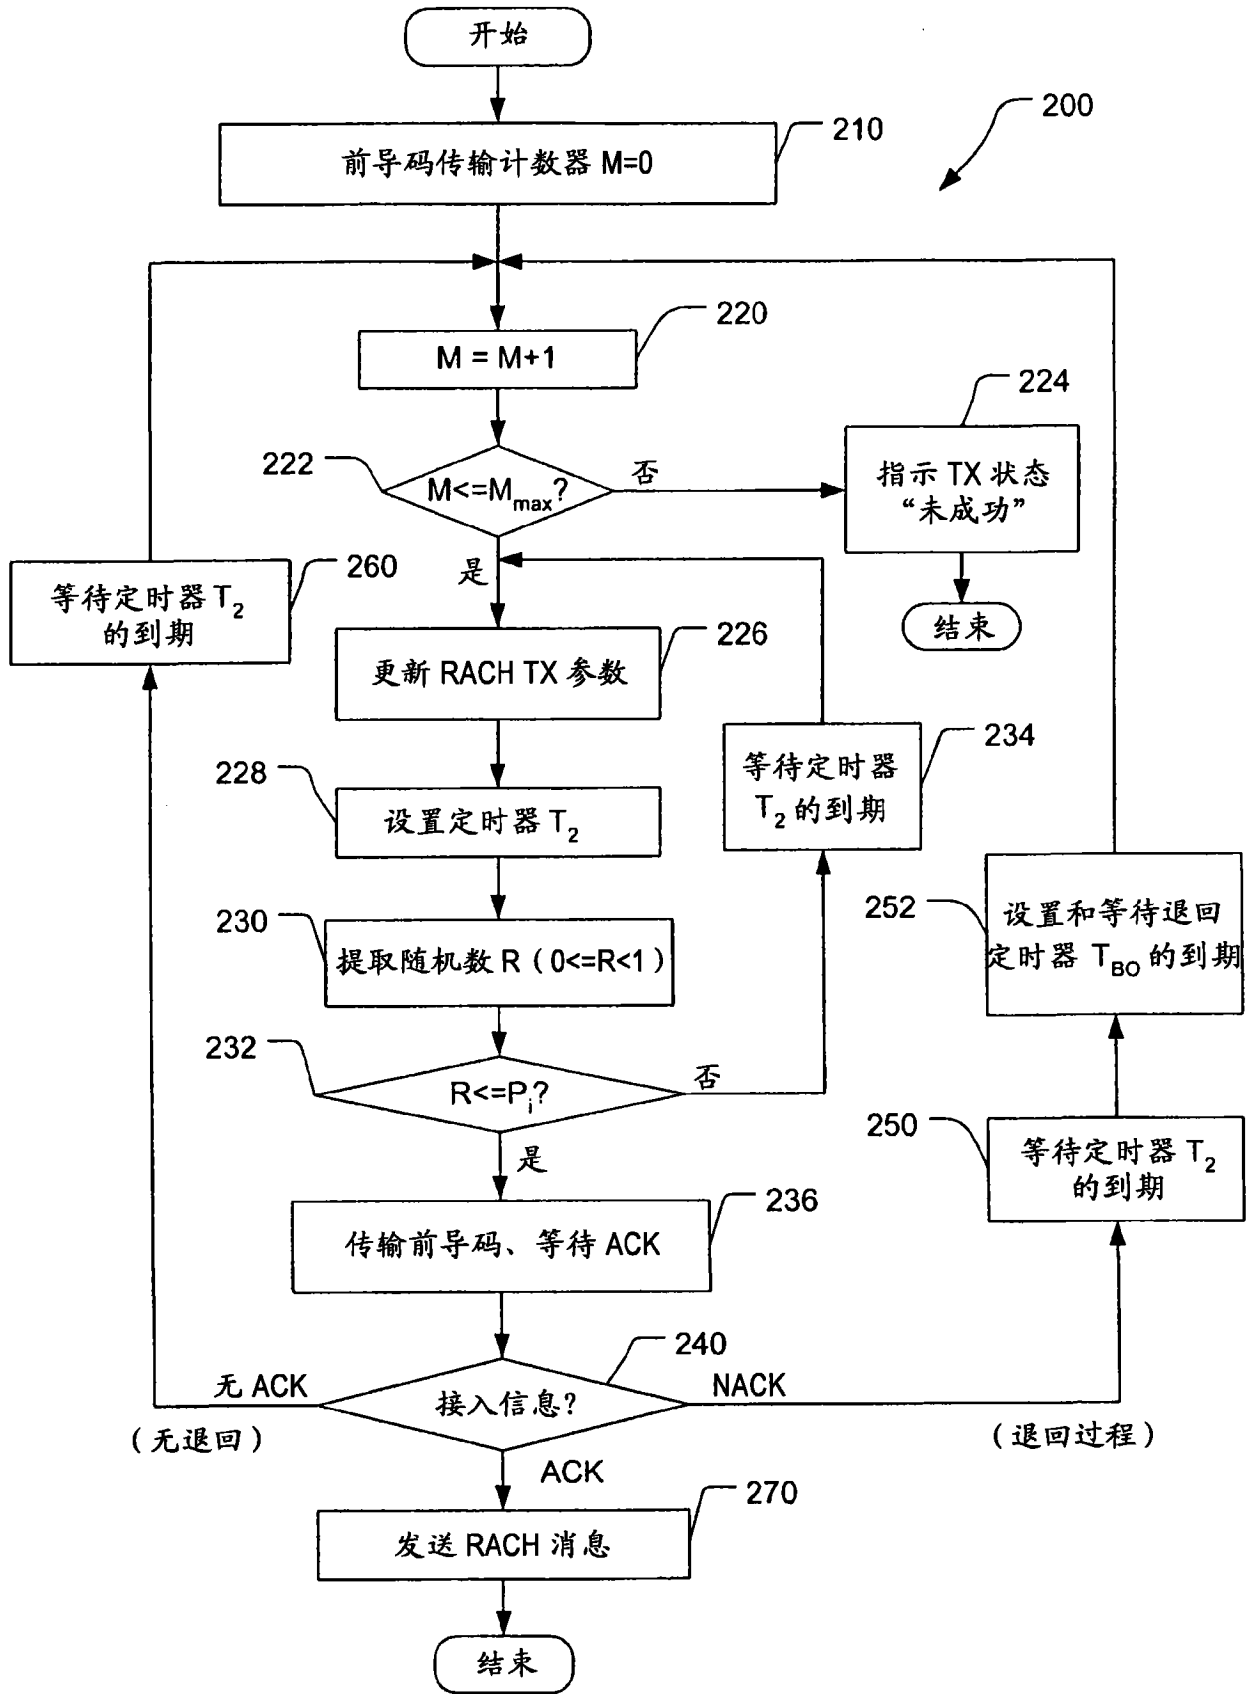 开始
200
210
前导码传输计数器 M=0
220
M = M+1
224
222
M<=Mmax?
否
指示 TX 状态
“未成功”
是
结束
260
等待定时器 T2
的到期
226
更新 RACH TX 参数
234
等待定时器
T2 的到期
228
设置定时器 T2
252
设置和等待退回
定时器 TBO 的到期
230
提取随机数 R（0<=R<1）
232
R<=Pi?
否
250
等待定时器 T2
的到期
是
236
传输前导码、等待 ACK
240
无 ACK
接入信息?
NACK
（无退回）
（退回过程）
ACK
270
发送 RACH 消息
结束